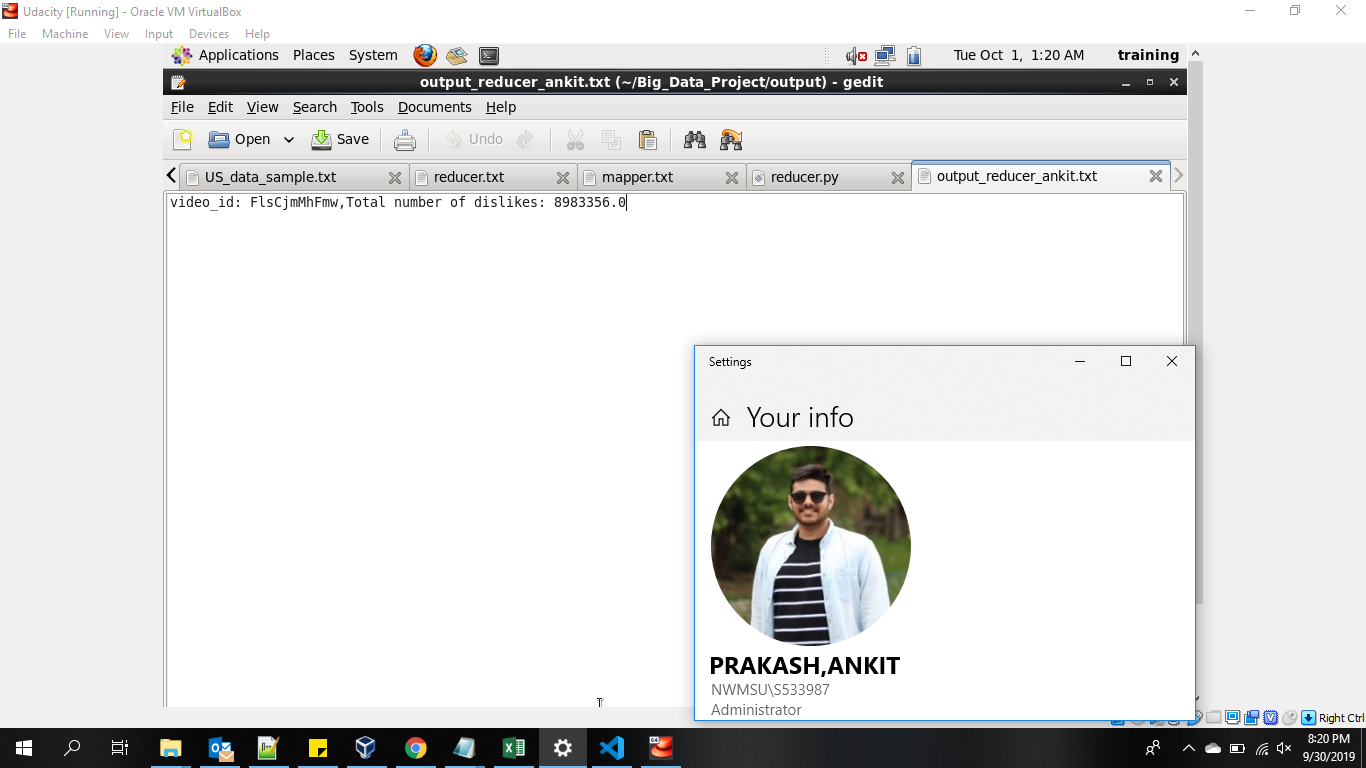 Udacity [Running] - Oracle VM VirtualBox
File Machine View Input Devices Help
Applications Places System Tue Oct 1, 1:20 AM training
output_reducer_ankit.txt (~/Big_Data_Project/output) - gedit
File Edit View Search Tools Documents Help
Open Save Undo
US_data_sample.txt reducer.txt mapper.txt reducer.py output_reducer_ankit.txt
video_id: FlsCjmMhFmw,Total number of dislikes: 8983356.0
Settings
Your info
PRAKASH,ANKIT
NWMSU\S533987
Administrator
Right Ctrl
8:20 PM
9/30/2019